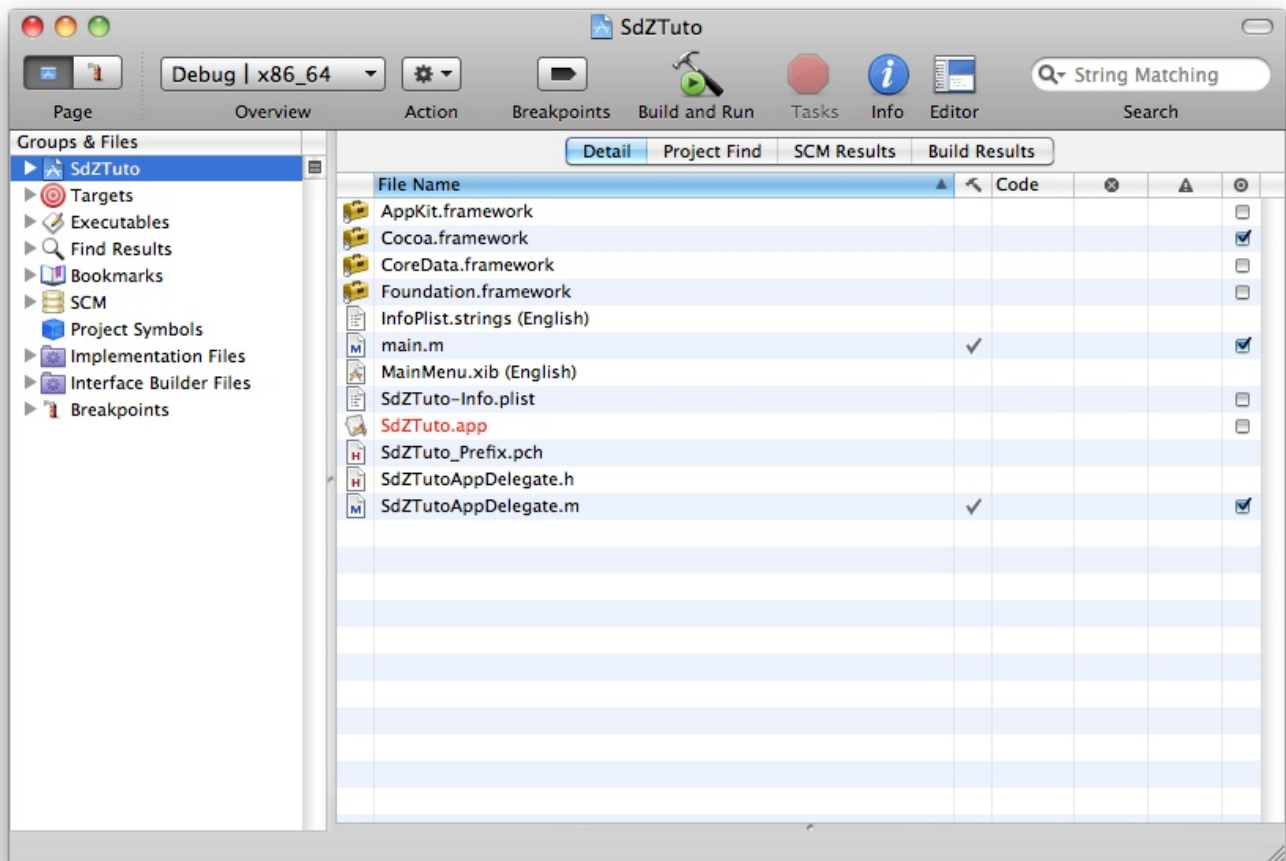 SdZTuto
Debug | x86_64
String Matching
Page
Overview
Action
Breakpoints
Build and Run
Tasks
Info
Editor
Search
Groups & Files
SdZTuto
Targets
Executables
Find Results
Bookmarks
SCM
Project Symbols
Implementation Files
Interface Builder Files
Breakpoints
Detail
Project Find
SCM Results
Build Results
File Name
Code
AppKit.framework
Cocoa.framework
CoreData.framework
Foundation.framework
InfoPlist.strings (English)
main.m
MainMenu.xib (English)
SdZTuto-Info.plist
SdZTuto.app
SdZTuto_Prefix.pch
SdZTutoAppDelegate.h
SdZTutoAppDelegate.m